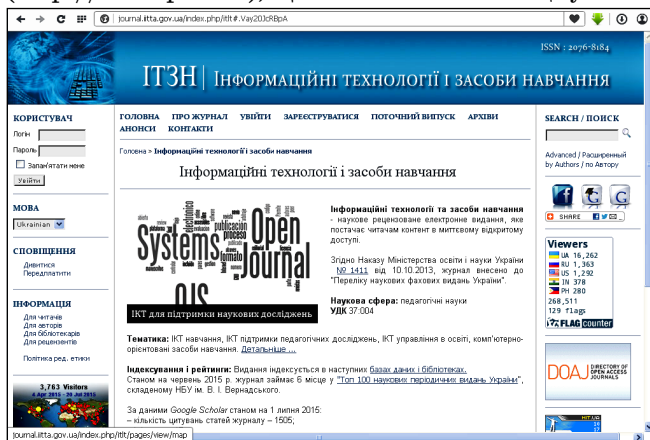 journal.iitta.gov.ua/index.php/itlt#.Vay20JcRBpA
ISSN : 2076-8184
ІТЗН | Інформаційні технології і засоби навчання
КОРИСТУВАЧ
Логін
Пароль
Запам'ятати мене
Увійти
МОВА
Ukrainian
СПОВІЩЕННЯ
Дивитися
Передплатити
ІНФОРМАЦІЯ
Для читачів
Для авторів
Для бібліотекарів
Для рецензентів
Політика ред. етики
3,763 Visitors
4 Apr 2015 - 20 Jul 2015
ГОЛОВНА ПРО ЖУРНАЛ УВІЙТИ ЗАРЕЄСТРУВАТИСЯ ПОТОЧНИЙ ВИПУСК АРХІВИ
АНОНСИ КОНТАКТИ
Головна > Інформаційні технології і засоби навчання
Інформаційні технології і засоби навчання
Systems Open
Journal
OJS
ІКТ для підтримки наукових досліджень
Інформаційні технології та засоби навчання
- наукове рецензоване електронне видання, яке
постачає читачам контент в миттєвому відкритому
доступі.
Згідно Наказу Міністерства освіти і науки України
№ 1411 від 10.10.2013, журнал внесено до
"Переліку наукових фахових видань України".
Наукова сфера: педагогічні науки
УДК 37:004
Тематика: ІКТ навчання, ІКТ підтримки педагогічних досліджень, ІКТ управління в освіті, комп'ютерно-
орієнтовані засоби навчання. Детальніше ...
Індексування і рейтинги: Видання індексується в наступних базах даних і бібліотеках.
Станом на червень 2015 р. журнал займає 6 місце у "Топ 100 наукових періодичних видань України",
складеному НБУ ім. В. І. Вернадського.
За даними Google Scholar станом на 1 липня 2015:
– кількість цитувань статей журналу – 1505;
SEARCH / ПОИСК
Advanced / Расширенный
by Authors / по Автору
SHARE
Viewers
UA 16,262
RU 1,363
US 1,292
IN 378
PH 280
268,511
129 flags
FLAG counter
DOAJ DIRECTORY OF
OPEN ACCESS
JOURNALS
journal.iitta.gov.ua/index.php/itlt/pages/view/map